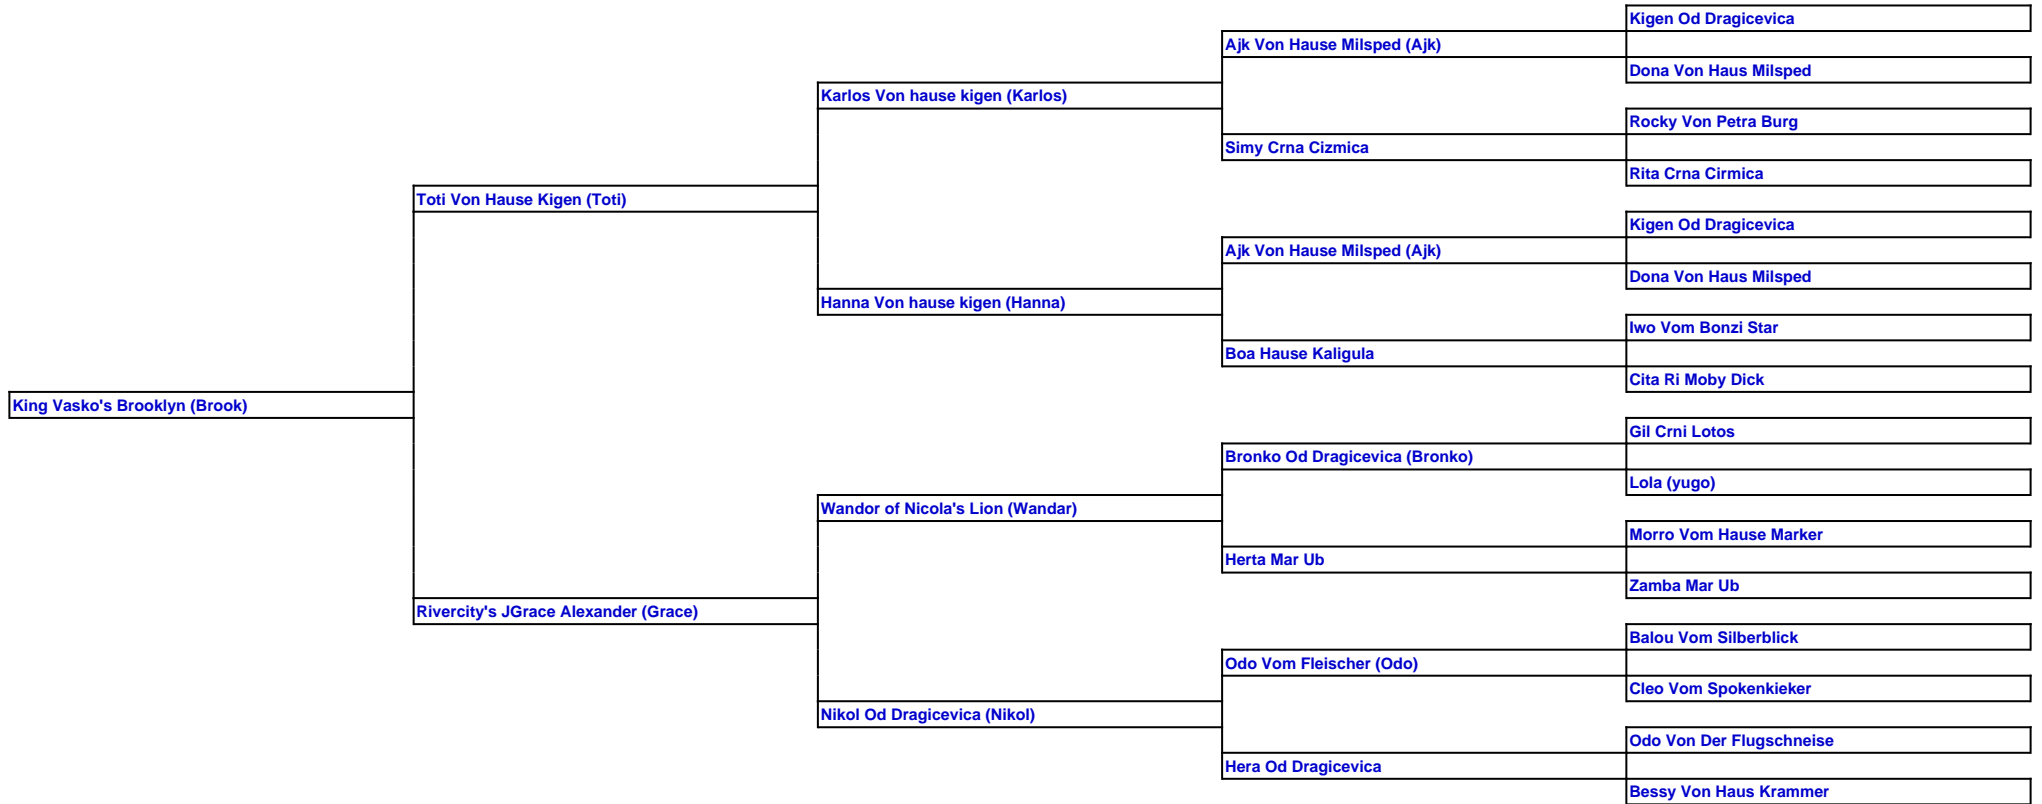 Kigen Od Dragicevica
Ajk Von Hause Milsped (Ajk)
Dona Von Haus Milsped
Karlos Von hause kigen (Karlos)
Rocky Von Petra Burg
Simy Crna Cizmica
Rita Crna Cirmica
Toti Von Hause Kigen (Toti)
Kigen Od Dragicevica
Ajk Von Hause Milsped (Ajk)
Dona Von Haus Milsped
Hanna Von hause kigen (Hanna)
Iwo Vom Bonzi Star
Boa Hause Kaligula
Cita Ri Moby Dick
King Vasko's Brooklyn (Brook)
Gil Crni Lotos
Bronko Od Dragicevica (Bronko)
Lola (yugo)
Wandor of Nicola's Lion (Wandar)
Morro Vom Hause Marker
Herta Mar Ub
Zamba Mar Ub
Rivercity's JGrace Alexander (Grace)
Balou Vom Silberblick
Odo Vom Fleischer (Odo)
Cleo Vom Spokenkieker
Nikol Od Dragicevica (Nikol)
Odo Von Der Flugschneise
Hera Od Dragicevica
Bessy Von Haus Krammer